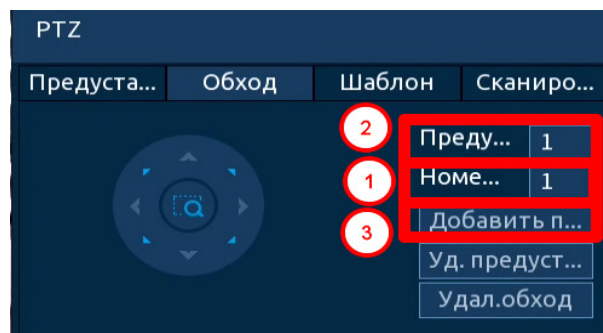 PTZ
Предуста... Обход Шаблон Сканиро...
2 Преду... 1
1 Номе... 1
3 Добавить п...
Уд. предуст...
Удал.обход